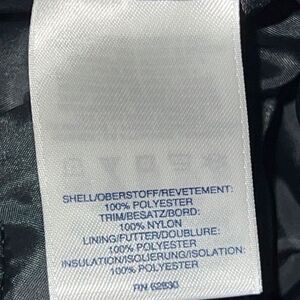 SHELL/OBERSTOFF/REVETEMENT:
100% POLYESTER
TRIM/BESATZ/BORD:
100% NYLON
LINING/FUTTER/DOUBLURE:
100% POLYESTER
INSULATION/ISOLIERUNG/ISOLATION:
100% POLYESTER
RN 62830